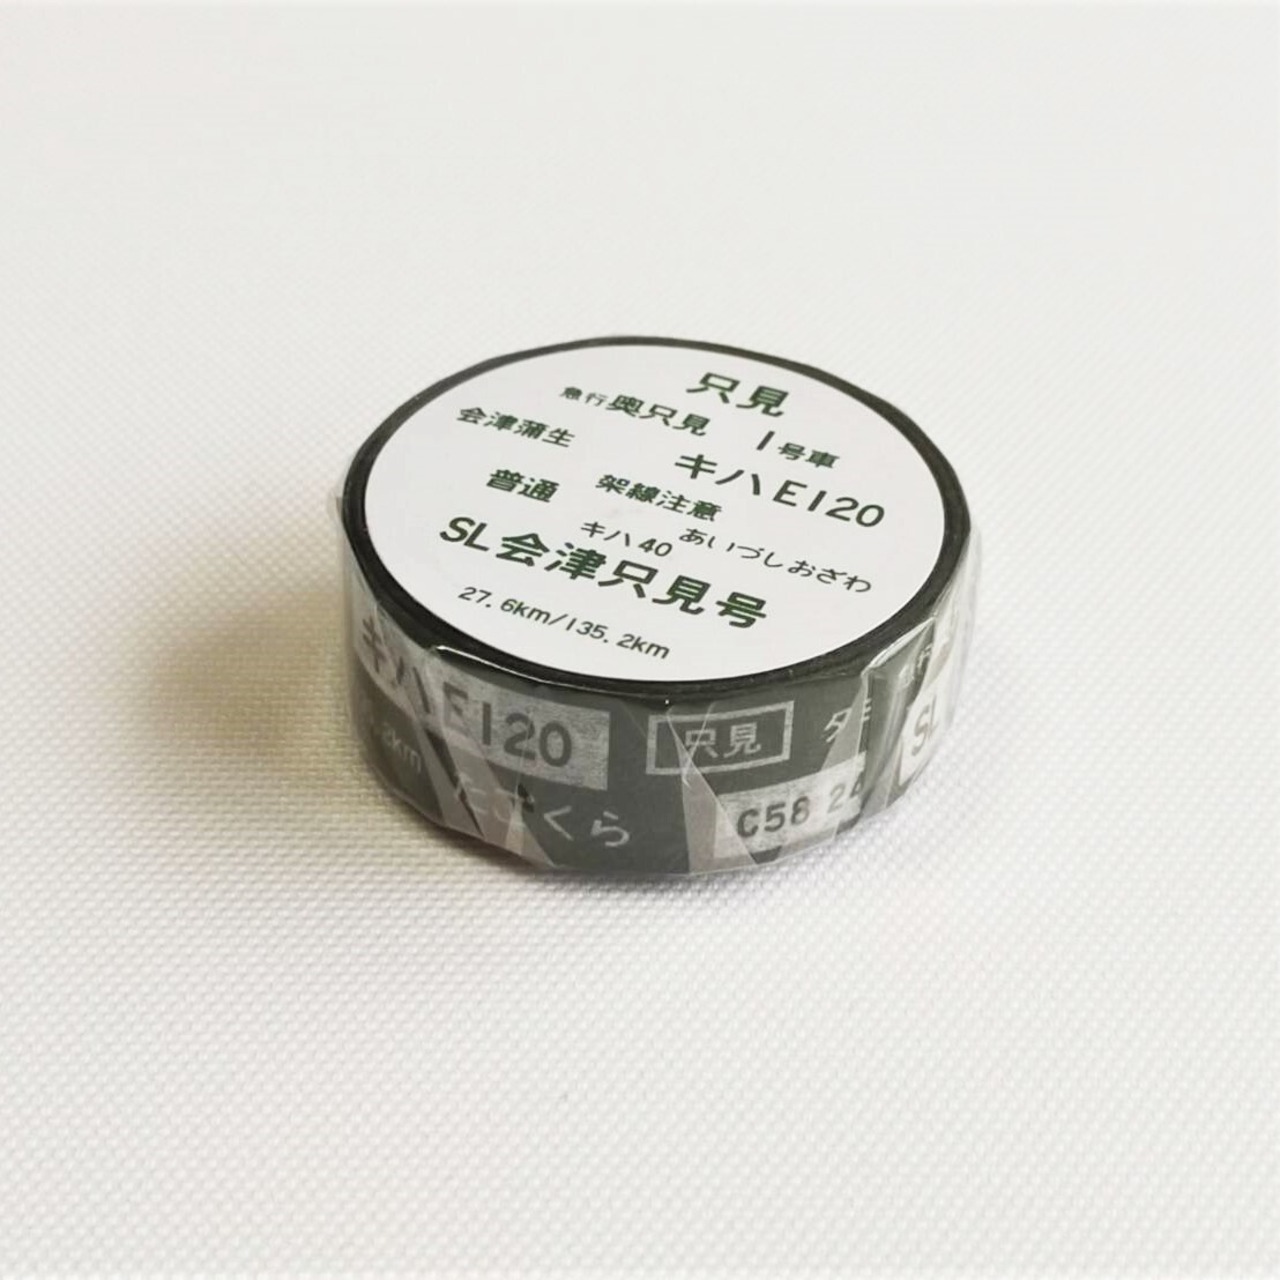 只見
急行奥只見 1号車
会津蒲生
キハE120
普通 架線注意
キハ40 あいづしおざわ
SL会津只見号
27.6km/135.2km
キハE120
只見
SL
2km
くら
C58